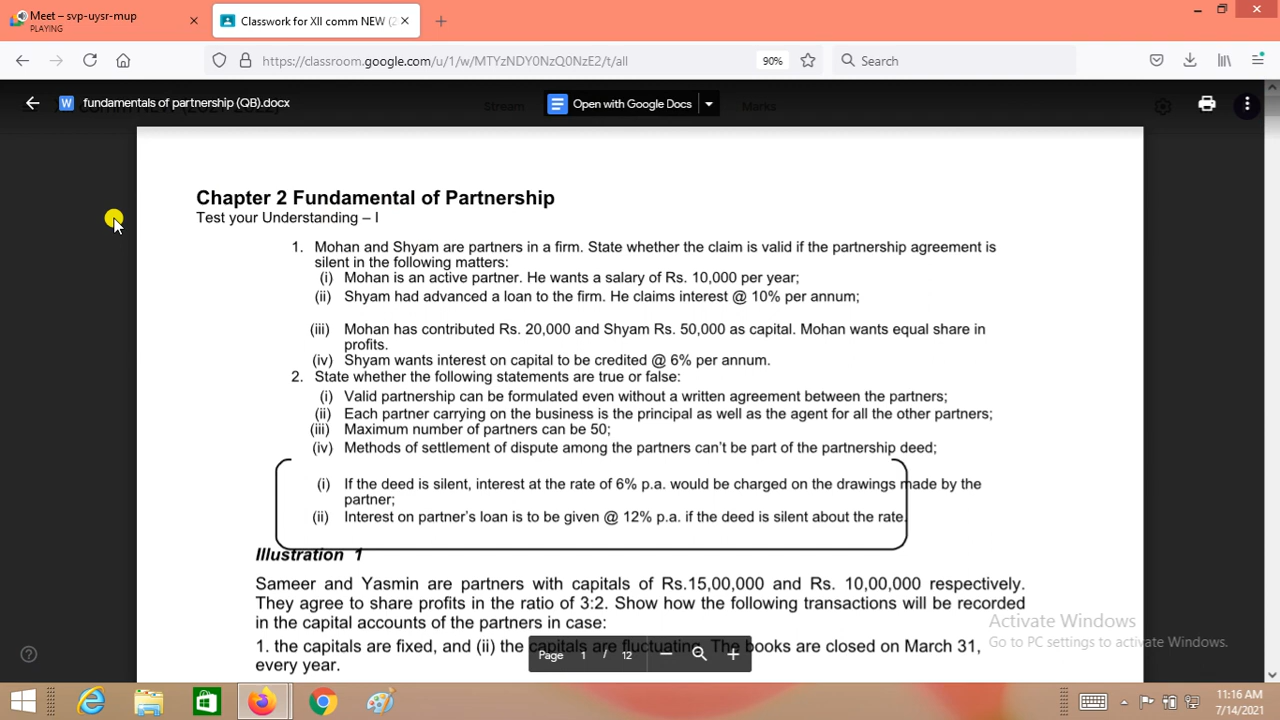 Meet – svp-uysr-mup
PLAYING
Classwork for XII comm NEW (2
https://classroom.google.com/u/1/w/MTYzNDY0NzQ0NzE2/t/all
90%
Search
fundamentals of partnership (QB).docx
Stream
Open with Google Docs
Marks
Chapter 2 Fundamental of Partnership
Test your Understanding – I
1. Mohan and Shyam are partners in a firm. State whether the claim is valid if the partnership agreement is
silent in the following matters:
(i) Mohan is an active partner. He wants a salary of Rs. 10,000 per year;
(ii) Shyam had advanced a loan to the firm. He claims interest @ 10% per annum;
(iii) Mohan has contributed Rs. 20,000 and Shyam Rs. 50,000 as capital. Mohan wants equal share in
profits.
(iv) Shyam wants interest on capital to be credited @ 6% per annum.
2. State whether the following statements are true or false:
(i) Valid partnership can be formulated even without a written agreement between the partners;
(ii) Each partner carrying on the business is the principal as well as the agent for all the other partners;
(iii) Maximum number of partners can be 50;
(iv) Methods of settlement of dispute among the partners can't be part of the partnership deed;
(i) If the deed is silent, interest at the rate of 6% p.a. would be charged on the drawings made by the
partner;
(ii) Interest on partner's loan is to be given @ 12% p.a. if the deed is silent about the rate.
Illustration 1
Sameer and Yasmin are partners with capitals of Rs.15,00,000 and Rs. 10,00,000 respectively.
They agree to share profits in the ratio of 3:2. Show how the following transactions will be recorded
in the capital accounts of the partners in case:
1. the capitals are fixed, and (ii) the capitals are fluctuating. The books are closed on March 31,
every year.
Page 1 / 12
Activate Windows
Go to PC settings to activate Windows.
11:16 AM
7/14/2021